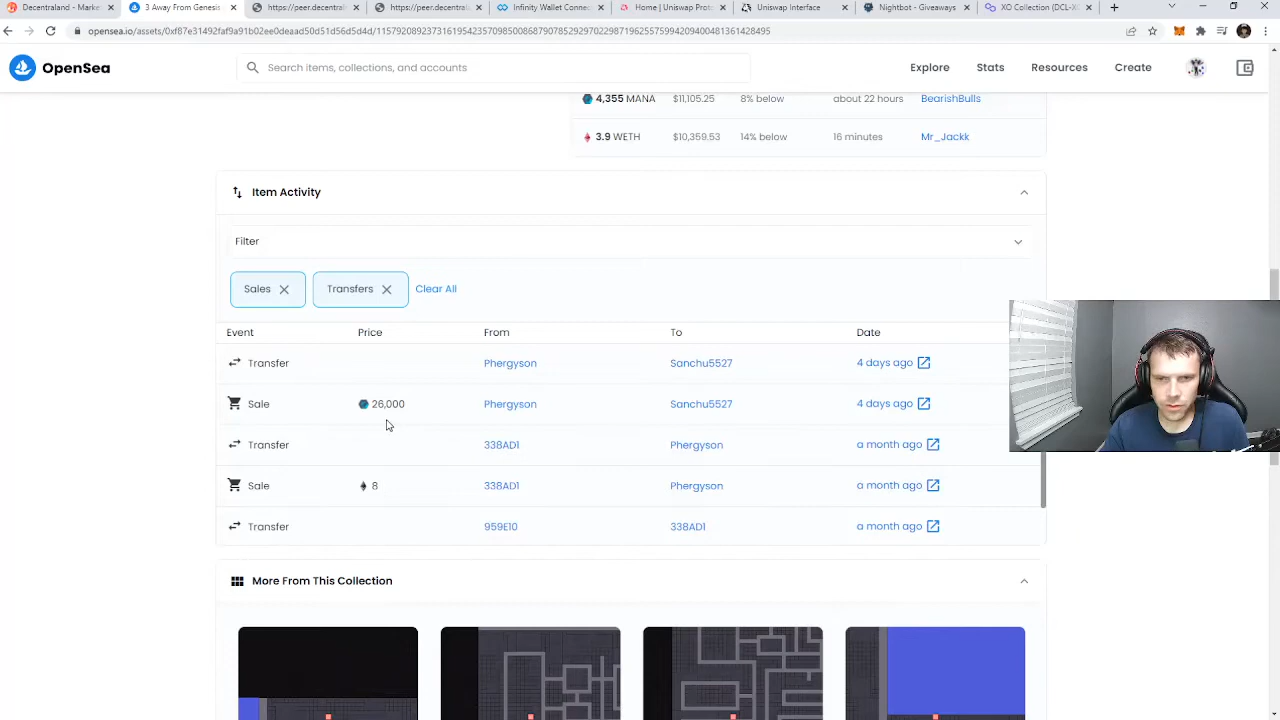 Decentraland - Marke
3 Away From Genesis
https://peer.decentral
https://peer.decentral
Infinity Wallet Connec
Home | Uniswap Proto
Uniswap Interface
Nightbot - Giveaways
XO Collection (DCL-X
opensea.io/assets/0xf87e31492faf9a91b02ee0deaad50d51d56d5d4d/115792089237316195423570985008687907852929702298719625575994209400481361428495
OpenSea
Search items, collections, and accounts
Explore
Stats
Resources
Create
4,355 MANA $11,105.25 8% below about 22 hours BearishBulls
3.9 WETH $10,359.53 14% below 16 minutes Mr_Jackk
Item Activity
Filter
Sales
Transfers
Clear All
Event Price From To Date
Transfer Phergyson Sanchu5527 4 days ago
Sale 26,000 Phergyson Sanchu5527 4 days ago
Transfer 338AD1 Phergyson a month ago
Sale 8 338AD1 Phergyson a month ago
Transfer 959E10 338AD1 a month ago
More From This Collection